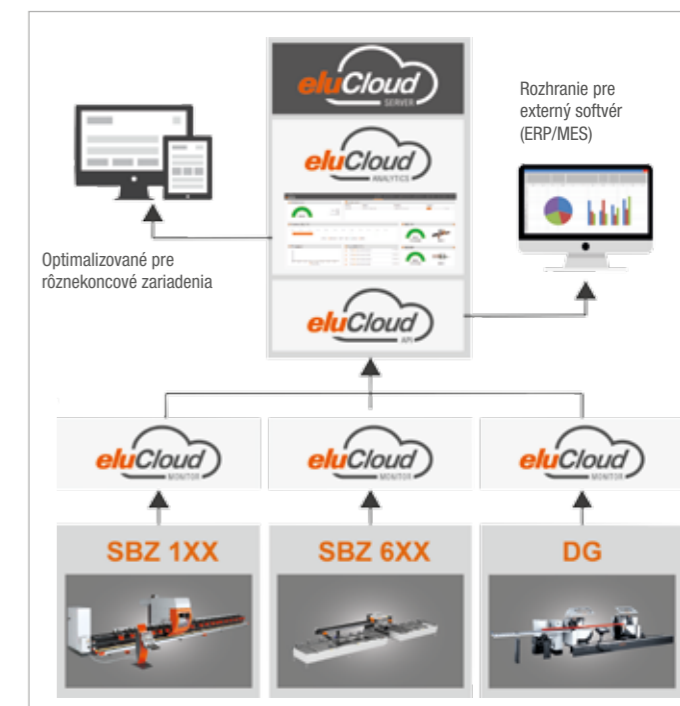 eluCloud
SERVER
eluCloud
ANALYTICS
Rozhranie pre
externý softvér
(ERP/MES)
Optimalizované pre
rôznekoncové zariadenia
eluCloud
API
eluCloud
MONITOR
eluCloud
MONITOR
eluCloud
MONITOR
SBZ 1XX
SBZ 6XX
DG